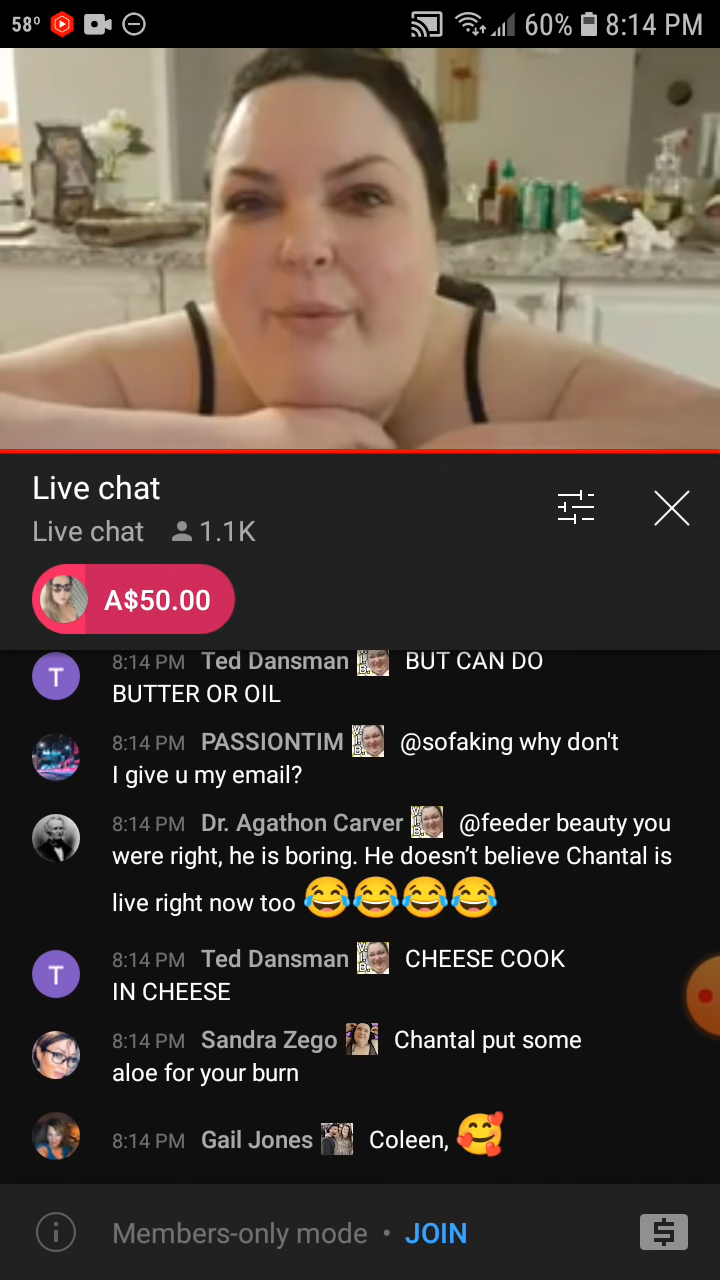 58°
60%
8:14 PM
Live chat
Live chat 1.1K
A$50.00
8:14 PM Ted Dansman BUT CAN DO
BUTTER OR OIL
T
8:14 PM PASSIONTIM @sofaking why don't
I give u my email?
8:14 PM Dr. Agathon Carver @feeder beauty you
were right, he is boring. He doesn’t believe Chantal is
live right now too 😂😂😂😂
8:14 PM Ted Dansman CHEESE COOK
T
IN CHEESE
8:14 PM Sandra Zego Chantal put some
aloe for your burn
8:14 PM Gail Jones Coleen, 🥰
Members-only mode • JOIN